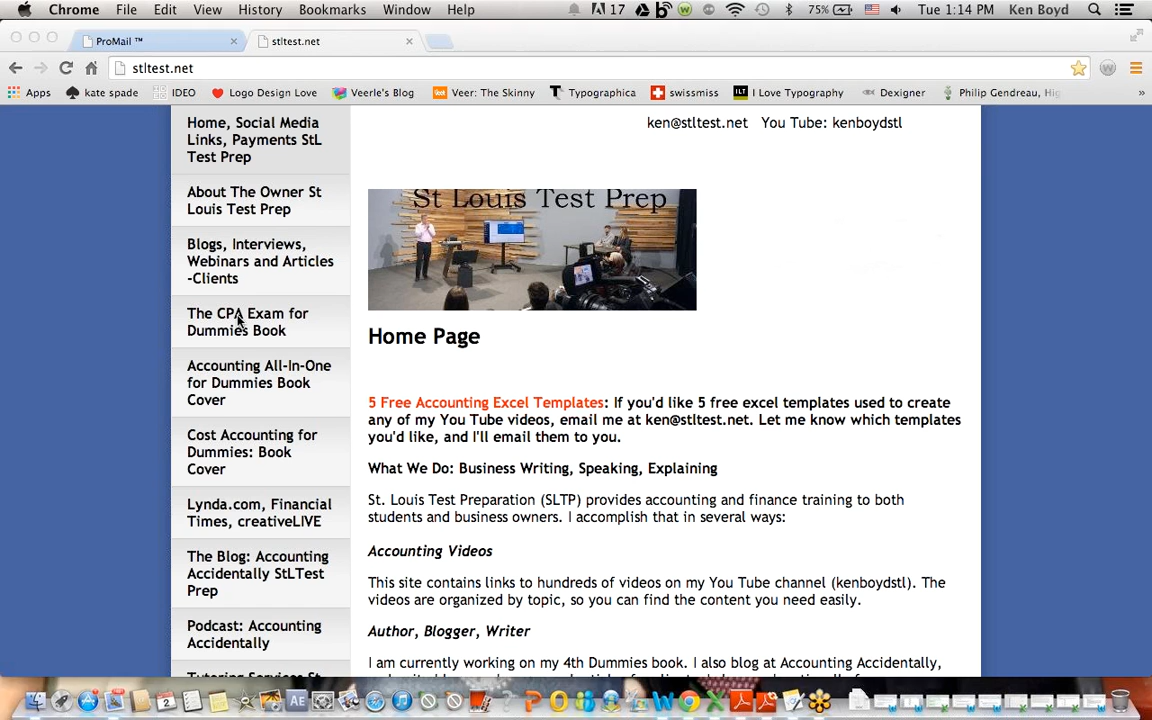 Chrome File Edit View History Bookmarks Window Help 17 75% Tue 1:14 PM Ken Boyd
ProMail ™ stltest.net
stltest.net
Apps kate spade IDEO Logo Design Love Veerle's Blog Veer: The Skinny Typographica swissmiss I Love Typography Dexigner Philip Gendreau, Hig »
Home, Social Media
Links, Payments StL
Test Prep
About The Owner St
Louis Test Prep
Blogs, Interviews,
Webinars and Articles
-Clients
The CPA Exam for
Dummies Book
Accounting All-In-One
for Dummies Book
Cover
Cost Accounting for
Dummies: Book
Cover
Lynda.com, Financial
Times, creativeLIVE
The Blog: Accounting
Accidentally StLTest
Prep
Podcast: Accounting
Accidentally
Tutoring Services St
ken@stltest.net You Tube: kenboydstl
St Louis Test Prep
Home Page
5 Free Accounting Excel Templates: If you'd like 5 free excel templates used to create
any of my You Tube videos, email me at ken@stltest.net. Let me know which templates
you'd like, and I'll email them to you.
What We Do: Business Writing, Speaking, Explaining
St. Louis Test Preparation (SLTP) provides accounting and finance training to both
students and business owners. I accomplish that in several ways:
Accounting Videos
This site contains links to hundreds of videos on my You Tube channel (kenboydstl). The
videos are organized by topic, so you can find the content you need easily.
Author, Blogger, Writer
I am currently working on my 4th Dummies book. I also blog at Accounting Accidentally,